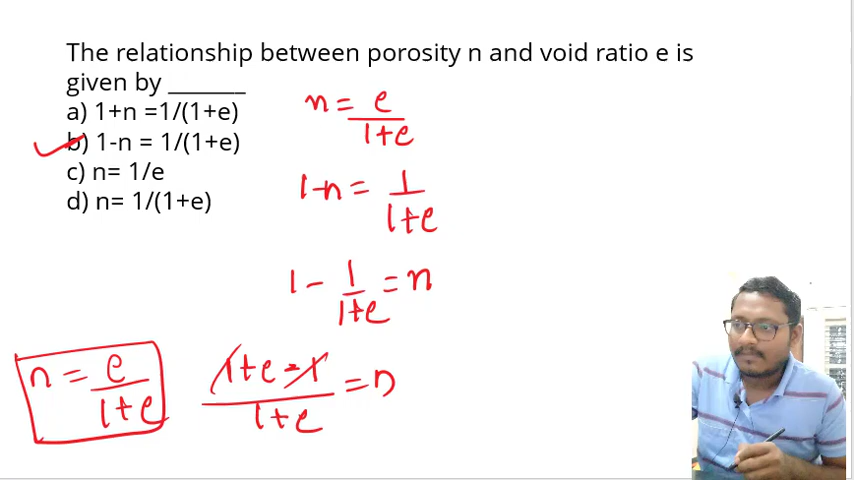 The relationship between porosity n and void ratio e is
given by _______
a) 1+n =1/(1+e)
b) 1-n = 1/(1+e)
c) n= 1/e
d) n= 1/(1+e)
n = e/1+e
1-n = 1/1+e
1 - 1/1+e = n
1+e-1/1+e = n
n = e/1+e